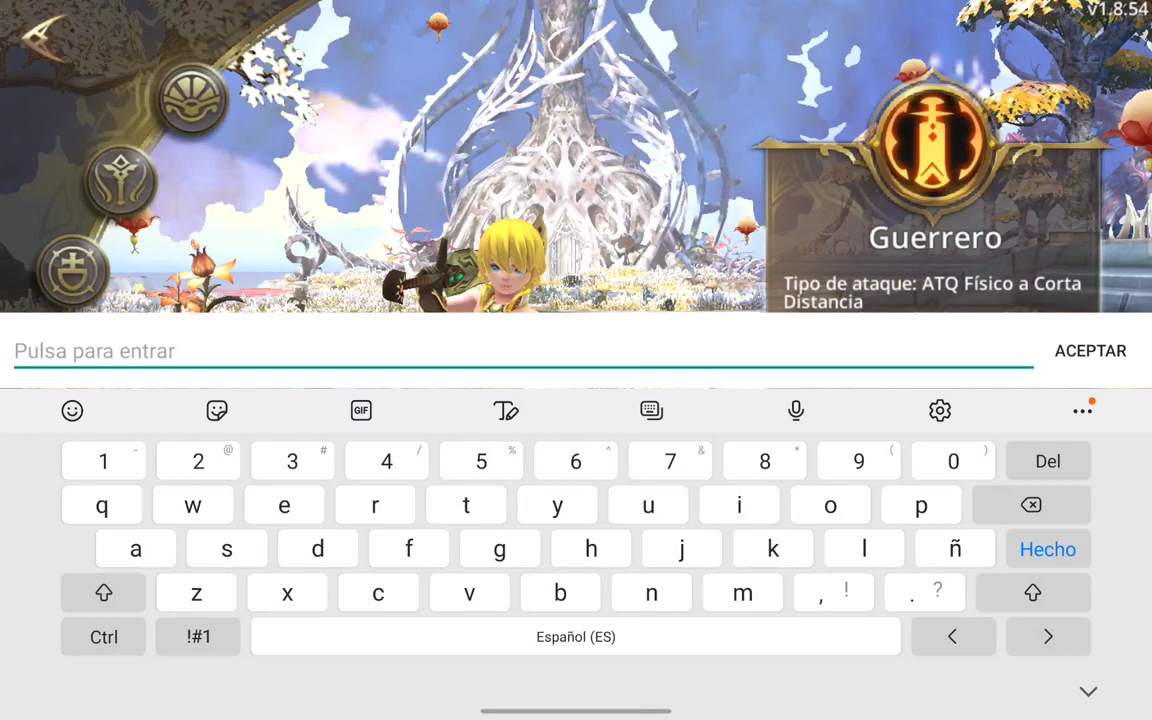 v1.8.54
Guerrero
Tipo de ataque: ATQ Físico a Corta
Distancia
Pulsa para entrar
ACEPTAR
GIF
1 - 2 @ 3 # 4 / 5 % 6 ^ 7 & 8 * 9 ( 0 ) Del
q w e r t y u i o p
a s d f g h j k l ñ Hecho
z x c v b n m , ! . ?
Ctrl !#1 Español (ES) < >